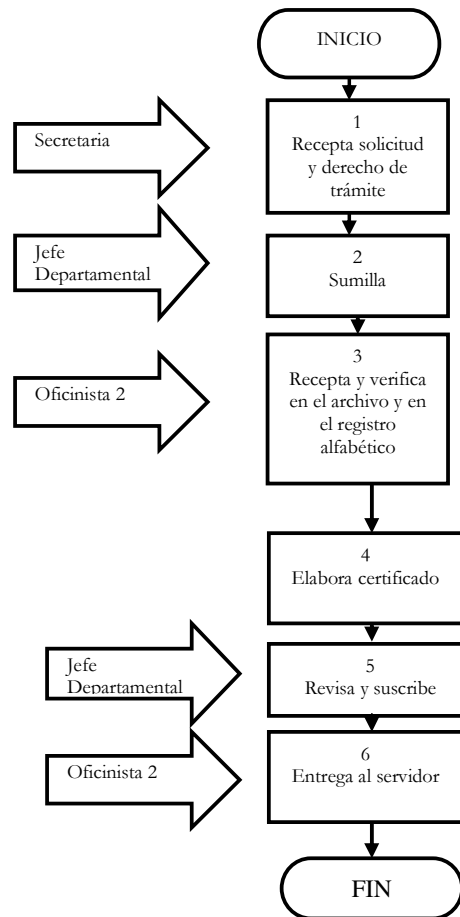 INICIO
Secretaria
1
Recepta solicitud
y derecho de
trámite
Jefe
Departamental
2
Sumilla
Oficinista 2
3
Recepta y verifica
en el archivo y en
el registro
alfabético
4
Elabora certificado
Jefe
Departamental
5
Revisa y suscribe
Oficinista 2
6
Entrega al servidor
FIN